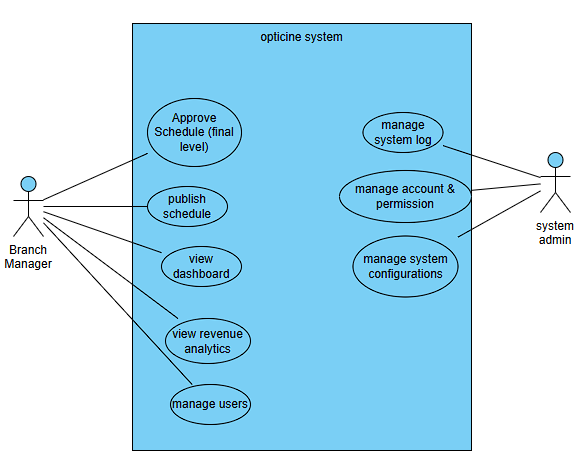 opticine system
Approve
Schedule (final
level)
publish
schedule
view
dashboard
view revenue
analytics
manage users
manage
system log
manage account &
permission
manage system
configurations
Branch
Manager
system
admin